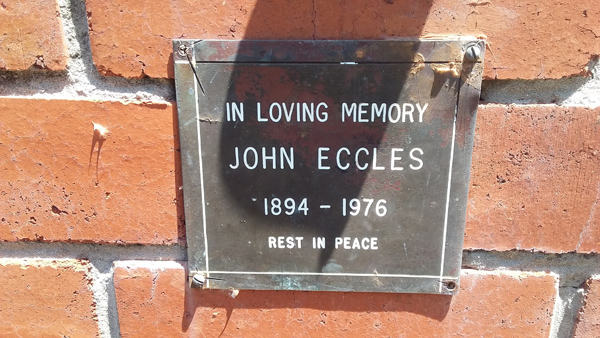 IN LOVING MEMORY
JOHN ECCLES
1894 - 1976
REST IN PEACE